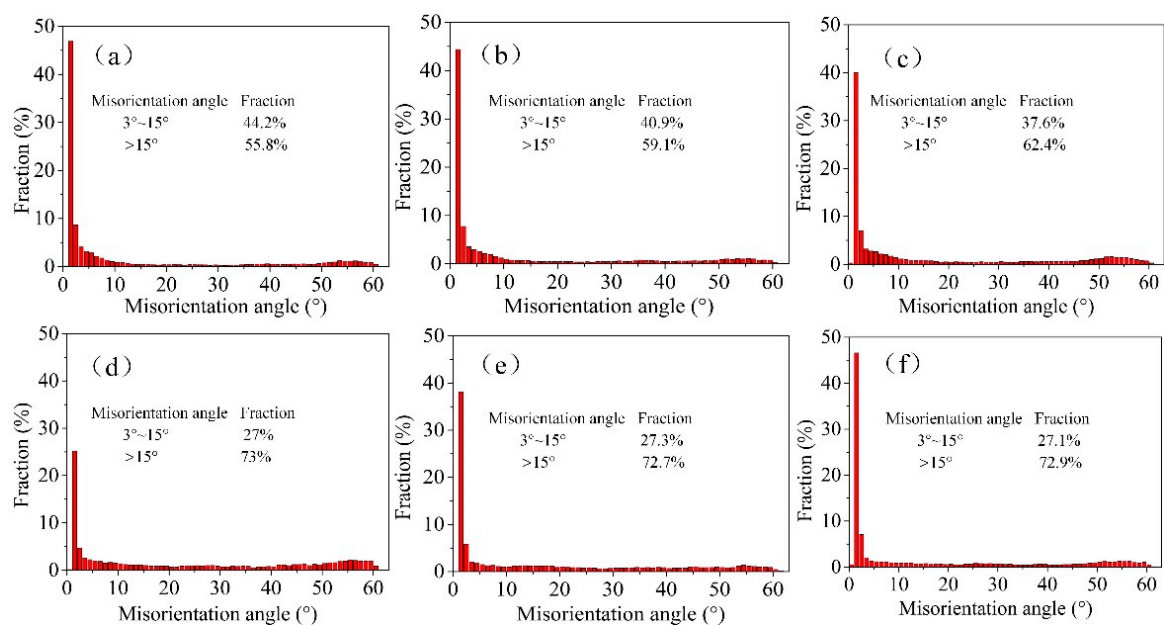 (a)
Misorientation angle Fraction
3°~15° 44.2%
>15° 55.8%
50
40
30
20
10
0
Fraction (%)
0 10 20 30 40 50 60
Misorientation angle (°)
(b)
Misorientation angle Fraction
3°~15° 40.9%
>15° 59.1%
50
40
30
20
10
0
Fraction (%)
0 10 20 30 40 50 60
Misorientation angle (°)
(c)
Misorientation angle Fraction
3°~15° 37.6%
>15° 62.4%
50
40
30
20
10
0
Fraction (%)
0 10 20 30 40 50 60
Misorientation angle (°)
(d)
Misorientation angle Fraction
3°~15° 27%
>15° 73%
50
40
30
20
10
0
Fraction (%)
0 10 20 30 40 50 60
Misorientation angle (°)
(e)
Misorientation angle Fraction
3°~15° 27.3%
>15° 72.7%
50
40
30
20
10
0
Fraction (%)
0 10 20 30 40 50 60
Misorientation angle (°)
(f)
Misorientation angle Fraction
3°~15° 27.1%
>15° 72.9%
50
40
30
20
10
0
Fraction (%)
0 10 20 30 40 50 60
Misorientation angle (°)